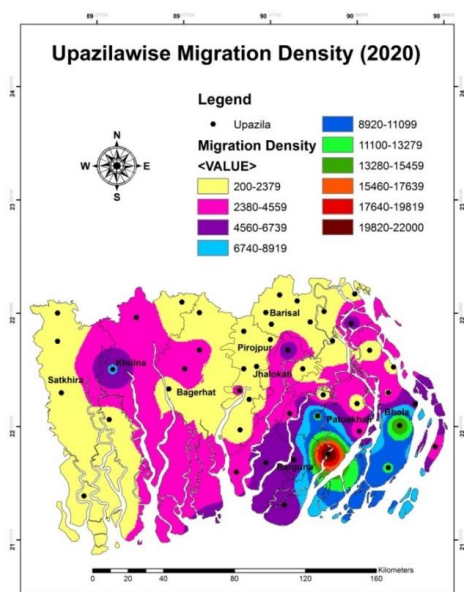 Upazilawise Migration Density (2020)
Legend
Upazila
Migration Density
<VALUE>
200-2379
2380-4559
4560-6739
6740-8919
8920-11099
11100-13279
13280-15459
15460-17639
17640-19819
19820-22000
N
W E
S
Barisal
Pirojpur
Khulna
Jhalokati
Satkhira
Bagerhat
Patuakhali
Bhola
Barguna
Kilometers
0 20 40 80 120 160